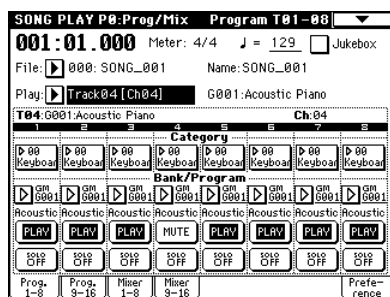 SONG PLAY P0:Prog/Mix Program T01-08
001:01.000 Meter: 4/4 ♩= 129 Jukebox
File: 000: SONG_001 Name:SONG_001
Play: Track04[Ch04] G001:Acoustic Piano
T04:G001:Acoustic Piano Ch:04
1 2 3 4 5 6 7 8
Category
00 00 00 00 00 00 00 00
Keyboar Keyboar Keyboar Keyboar Keyboar Keyboar Keyboar Keyboar
Bank/Program
GM GM GM GM GM GM GM GM
G001 G001 G001 G001 G001 G001 G001 G001
Acoustic Acoustic Acoustic Acoustic Acoustic Acoustic Acoustic Acoustic
PLAY PLAY PLAY MUTE PLAY PLAY PLAY PLAY
SOLO SOLO SOLO SOLO SOLO SOLO SOLO SOLO
OFF OFF OFF OFF OFF OFF OFF OFF
Prog. Prog. Mixer Mixer Prefe-
1-8 9-16 1-8 9-16 rence